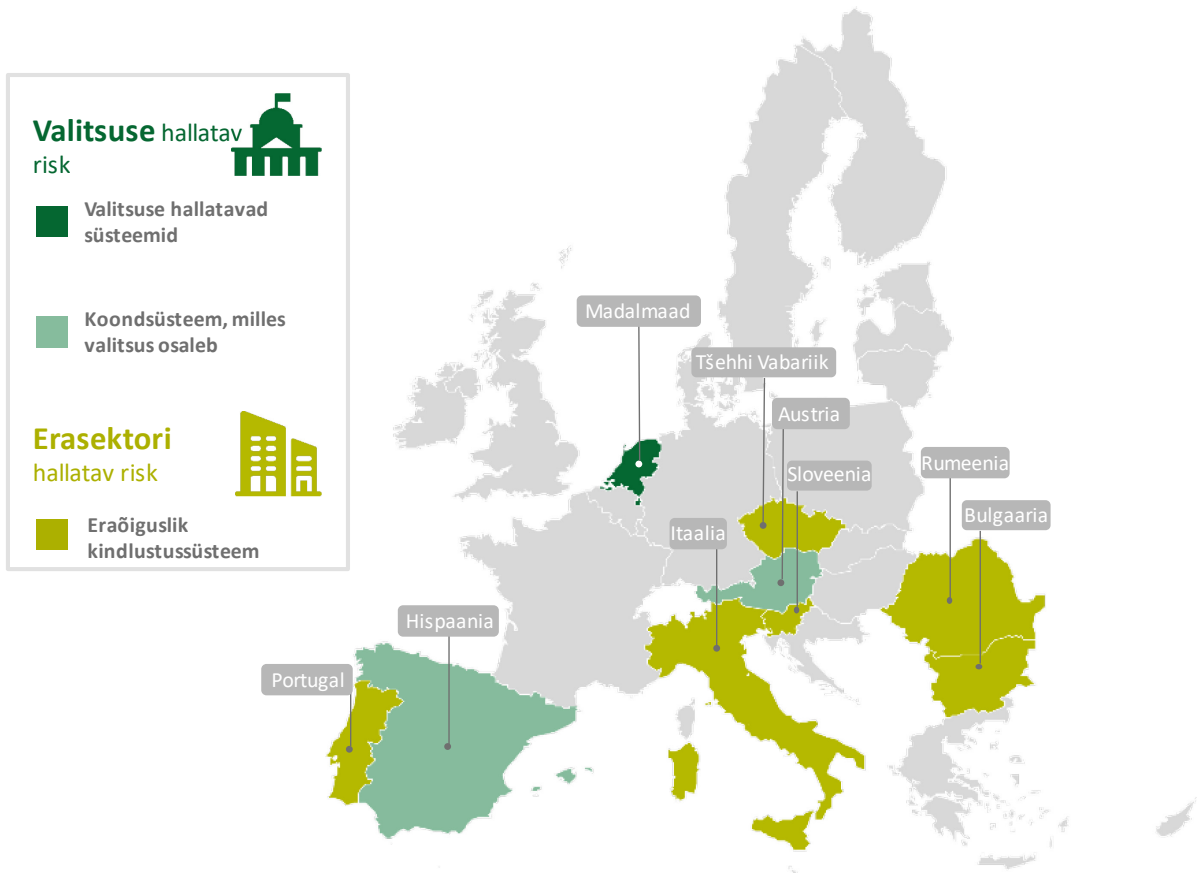 Valitsuse hallatav
risk
Valitsuse hallatavad
süsteemid
Koondsüsteem, milles
valitsus osaleb
Erasektori
hallatav risk
Eraõiguslik
kindlustussüsteem
Madalmaad
Tšehhi Vabariik
Austria
Sloveenia
Rumeenia
Bulgaaria
Itaalia
Hispaania
Portugal